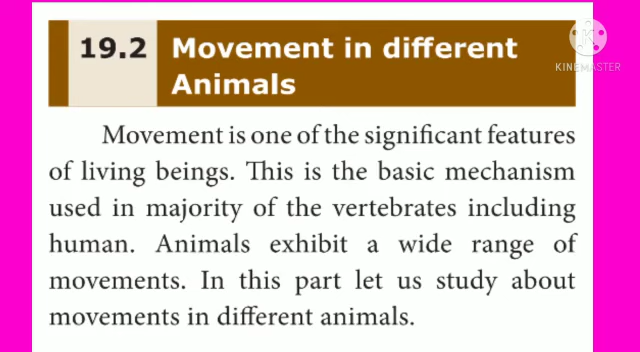 19.2 Movement in different
Animals
KINEMASTER
Movement is one of the significant features
of living beings. This is the basic mechanism
used in majority of the vertebrates including
human. Animals exhibit a wide range of
movements. In this part let us study about
movements in different animals.